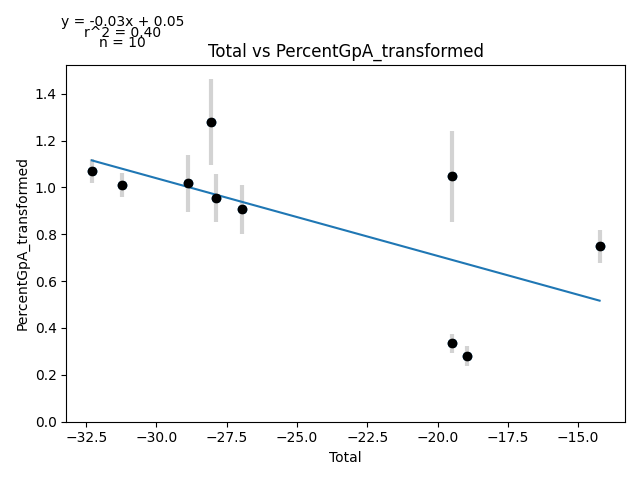 y = -0.03x + 0.05
r^2 = 0.40
n = 10
Total vs PercentGpA_transformed
PercentGpA_transformed
1.4
1.2
1.0
0.8
0.6
0.4
0.2
0.0
−32.5 −30.0 −27.5 −25.0 −22.5 −20.0 −17.5 −15.0
Total